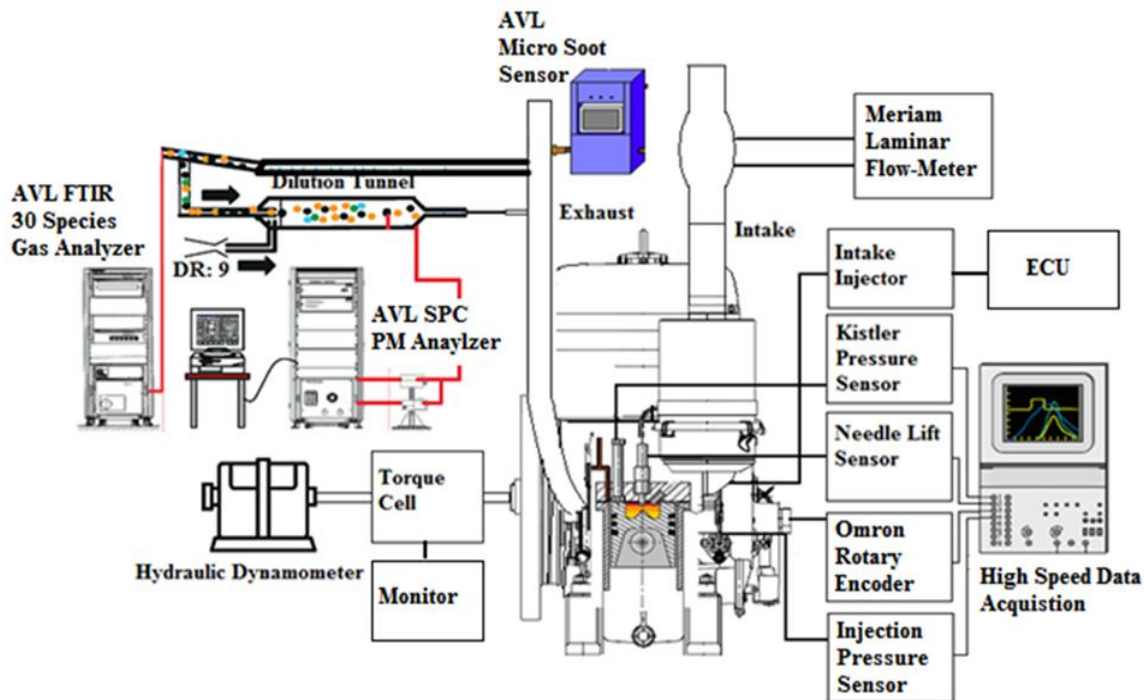 AVL
Micro Soot
Sensor
Meriam
Laminar
Flow-Meter
AVL FTIR
30 Species
Gas Analyzer
Dilution Tunnel
DR: 9
Exhaust
Intake
Intake
Injector
ECU
AVL SPC
PM Anaylzer
Kistler
Pressure
Sensor
Needle Lift
Sensor
Torque
Cell
Hydraulic Dynamometer
Monitor
Omron
Rotary
Encoder
High Speed Data
Acquistion
Injection
Pressure
Sensor